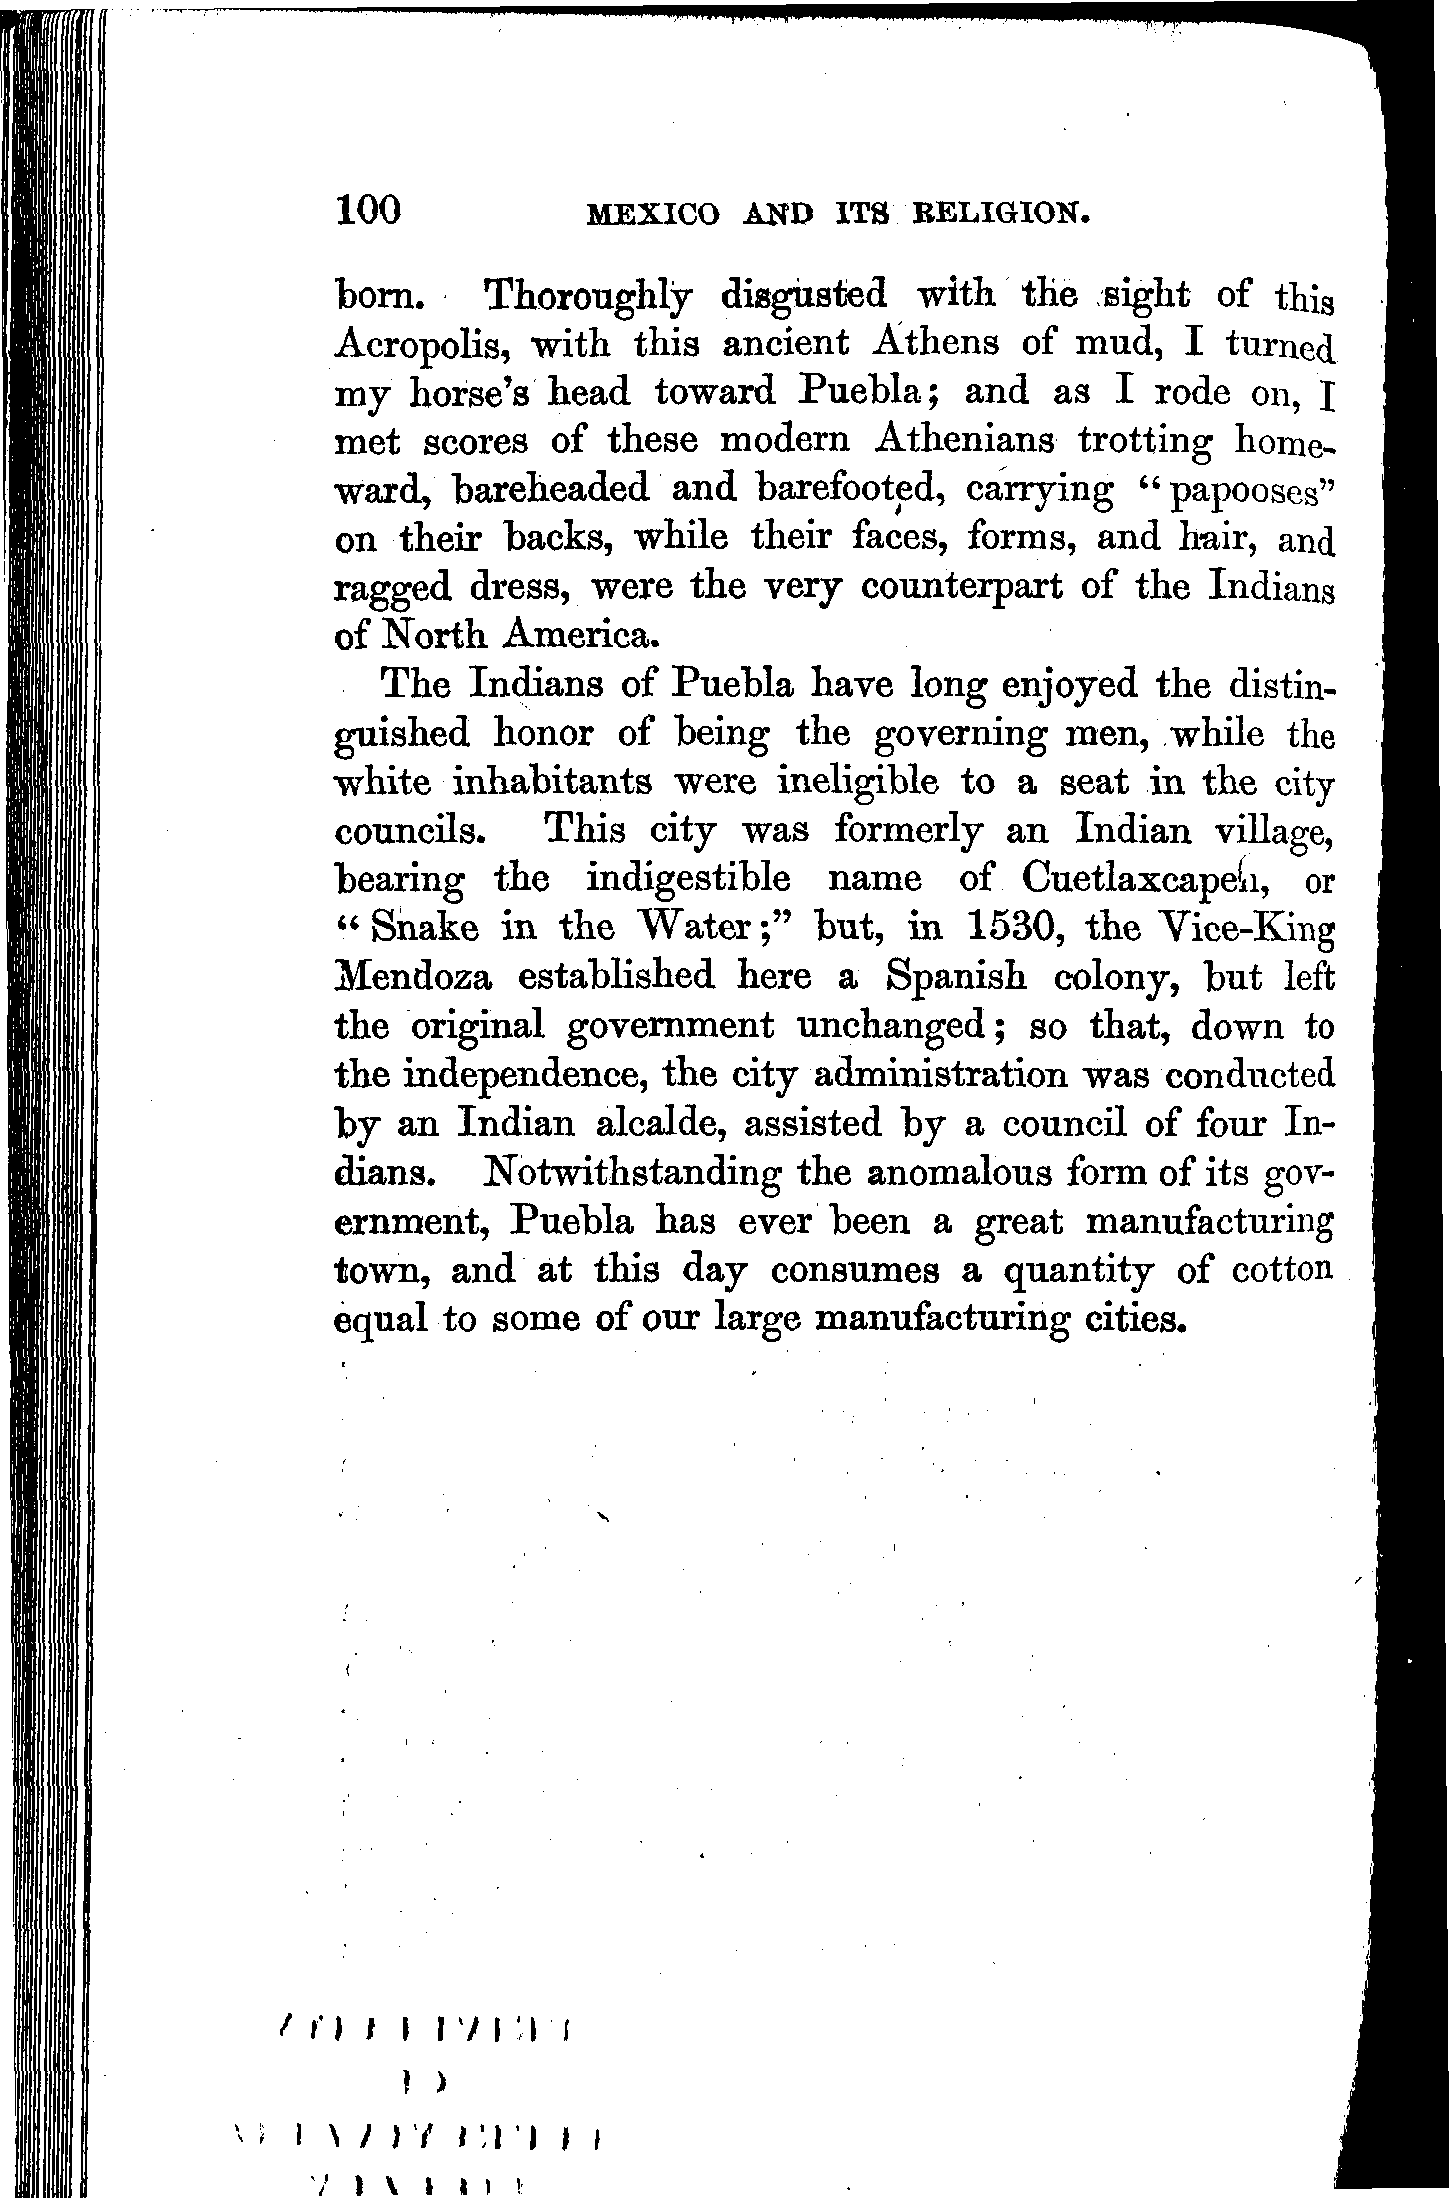 100 MEXICO AND ITS RELIGION.
born. Thoroughly disgusted with the sight of this
Acropolis, with this ancient Athens of mud, I turned
my horse's head toward Puebla; and as I rode on, I
met scores of these modern Athenians trotting home-
ward, bareheaded and barefooted, carrying "papooses"
on their backs, while their faces, forms, and hair, and
ragged dress, were the very counterpart of the Indians
of North America.
The Indians of Puebla have long enjoyed the distin-
guished honor of being the governing men, while the
white inhabitants were ineligible to a seat in the city
councils. This city was formerly an Indian village,
bearing the indigestible name of or
"Snake in the Water;" but, in 1530, the Vice-King
Mendoza established here a Spanish colony, but left
the original government unchanged; so that, down to
the independence, the city administration was conducted
by an Indian alcalde, assisted by a council of four In-
dians. Notwithstanding the anomalous form of its gov-
ernment, Puebla has ever been a great manufacturing
town, and at this day consumes a quantity of cotton
equal to some of our large manufacturing cities.